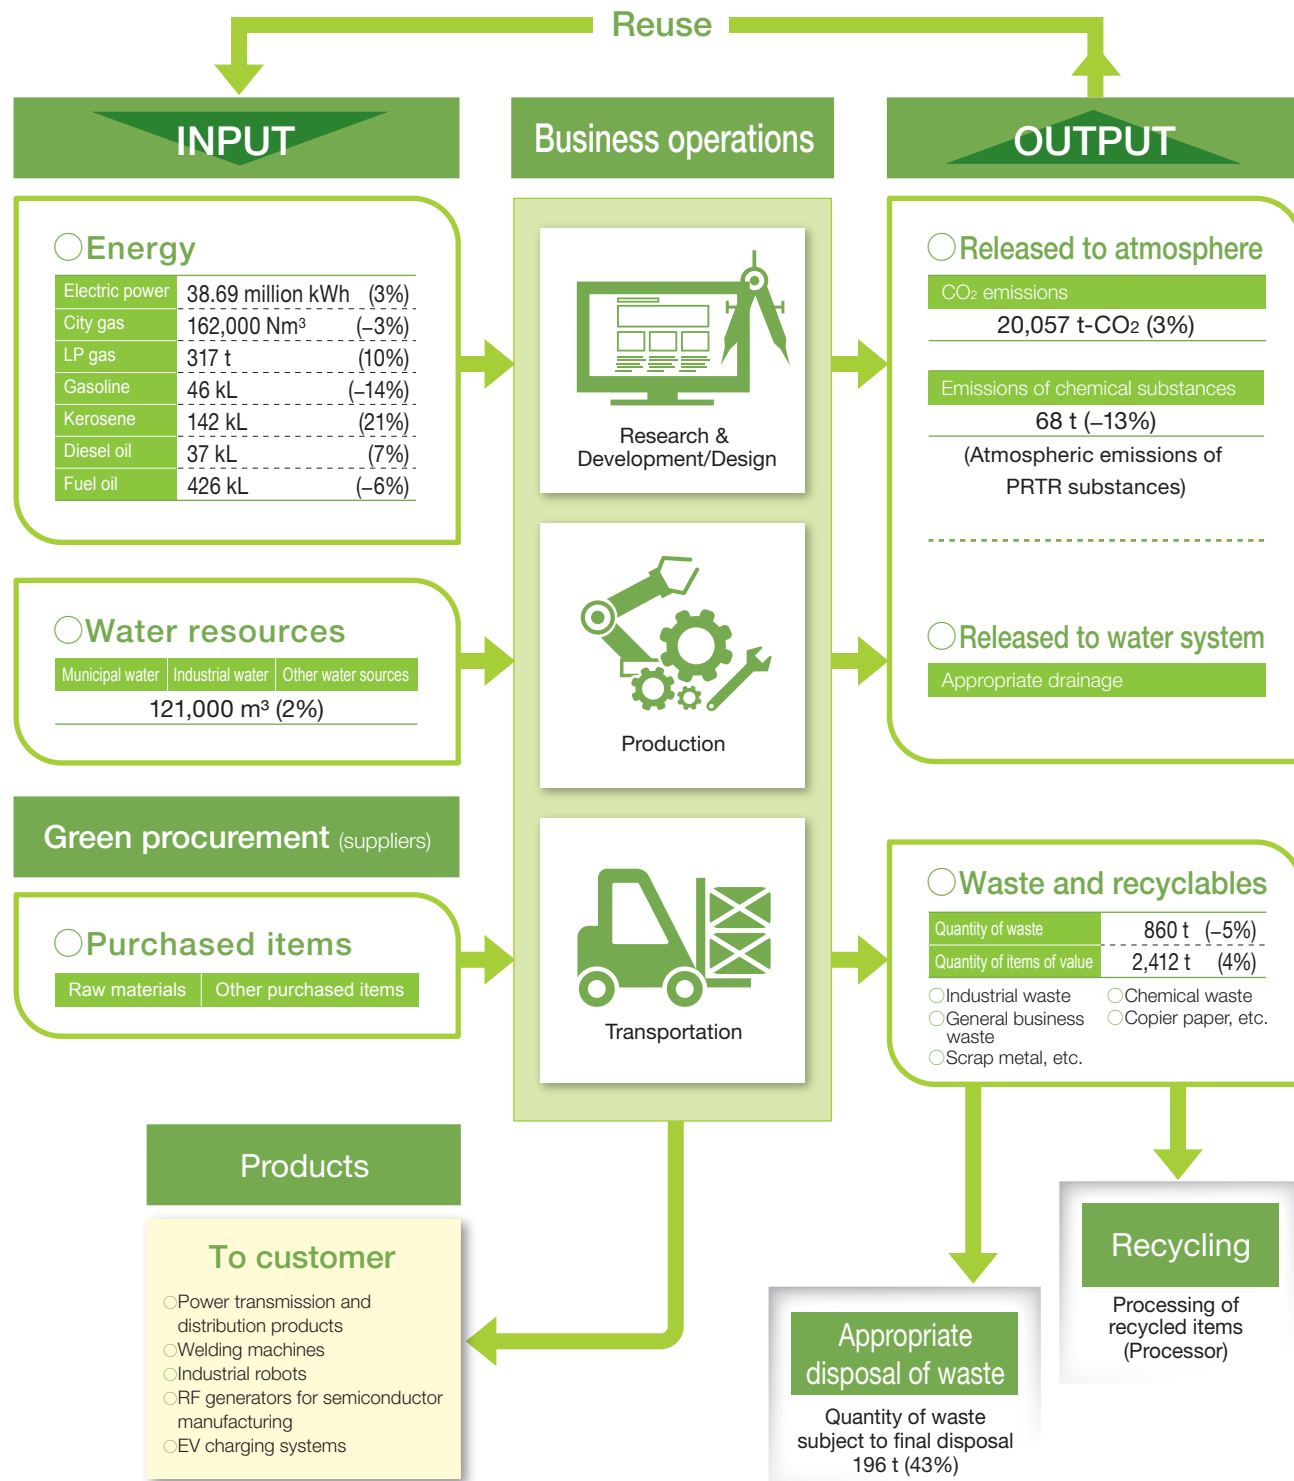 Reuse
INPUT
Energy
Electric power 38.69 million kWh (3%)
City gas 162,000 Nm³ (−3%)
LP gas 317 t (10%)
Gasoline 46 kL (−14%)
Kerosene 142 kL (21%)
Diesel oil 37 kL (7%)
Fuel oil 426 kL (−6%)
Water resources
Municipal water Industrial water Other water sources
121,000 m³ (2%)
Green procurement (suppliers)
Purchased items
Raw materials Other purchased items
Business operations
Research &
Development/Design
Production
Transportation
OUTPUT
Released to atmosphere
CO₂ emissions
20,057 t-CO₂ (3%)
Emissions of chemical substances
68 t (−13%)
(Atmospheric emissions of
PRTR substances)
Released to water system
Appropriate drainage
Waste and recyclables
Quantity of waste 860 t (−5%)
Quantity of items of value 2,412 t (4%)
Industrial waste
General business
waste
Scrap metal, etc.
Chemical waste
Copier paper, etc.
Products
To customer
Power transmission and
distribution products
Welding machines
Industrial robots
RF generators for semiconductor
manufacturing
EV charging systems
Appropriate
disposal of waste
Quantity of waste
subject to final disposal
196 t (43%)
Recycling
Processing of
recycled items
(Processor)